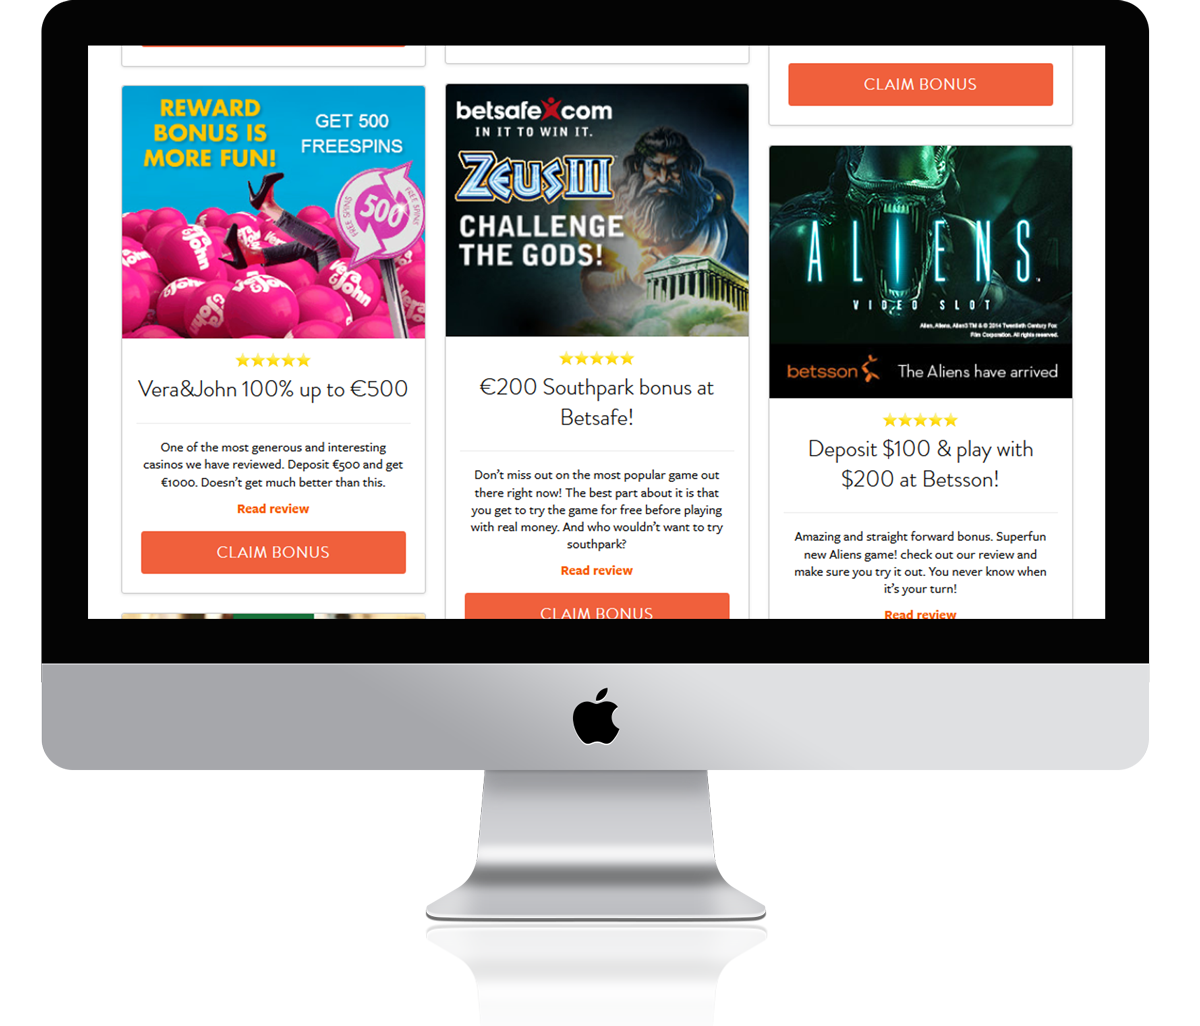 REWARD
BONUS IS
MORE FUN!
GET 500
FREESPINS
500
FREE SPINS
Vera
&John
Vera
&John
Vera&John 100% up to €500
One of the most generous and interesting
casinos we have reviewed. Deposit €500 and get
€1000. Doesn't get much better than this.
Read review
CLAIM BONUS
betsafe.com
IN IT TO WIN IT.
ZEUS III
CHALLENGE
THE GODS!
€200 Southpark bonus at
Betsafe!
Don't miss out on the most popular game out
there right now! The best part about it is that
you get to try the game for free before playing
with real money. And who wouldn't want to try
southpark?
Read review
CLAIM BONUS
CLAIM BONUS
ALIENS™
VIDEO SLOT
Alien, Aliens, Alien3 TM & © 2014 Twentieth Century Fox
Film Corporation. All rights reserved.
betsson
The Aliens have arrived
Deposit $100 & play with
$200 at Betsson!
Amazing and straight forward bonus. Superfun
new Aliens game! check out our review and
make sure you try it out. You never know when
it's your turn!
Read review